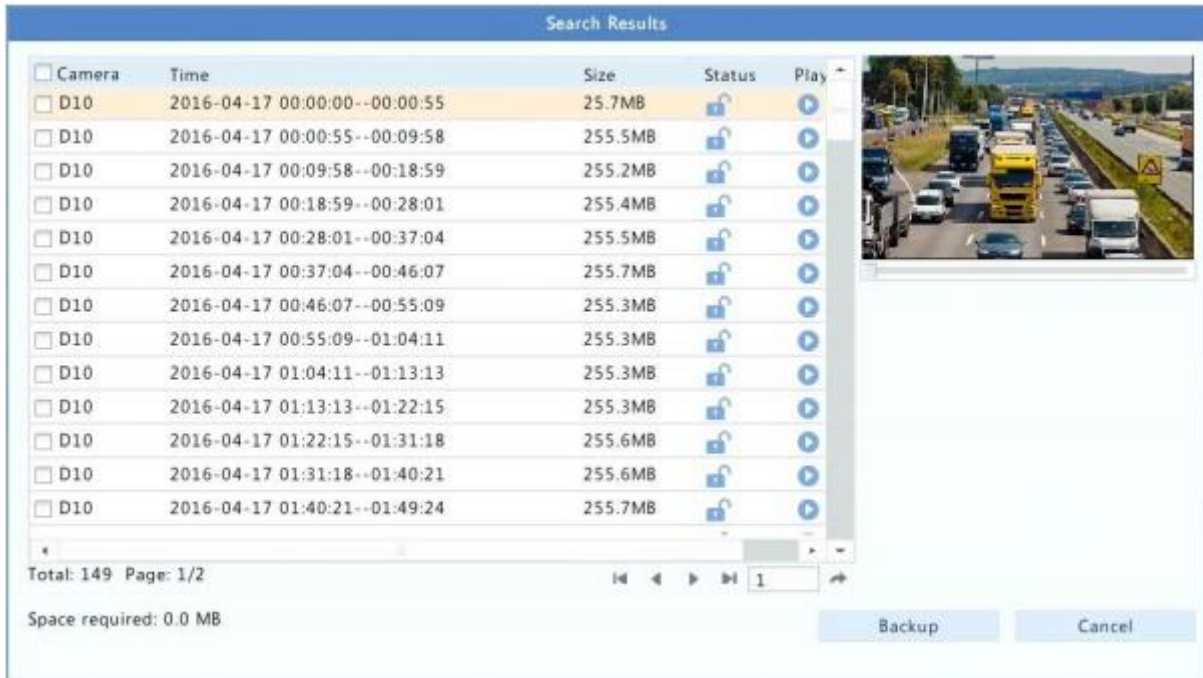 Search Results
Camera Time Size Status Play
D10 2016-04-17 00:00:00--00:00:55 25.7MB
D10 2016-04-17 00:00:55--00:09:58 255.5MB
D10 2016-04-17 00:09:58--00:18:59 255.2MB
D10 2016-04-17 00:18:59--00:28:01 255.4MB
D10 2016-04-17 00:28:01--00:37:04 255.5MB
D10 2016-04-17 00:37:04--00:46:07 255.7MB
D10 2016-04-17 00:46:07--00:55:09 255.3MB
D10 2016-04-17 00:55:09--01:04:11 255.3MB
D10 2016-04-17 01:04:11--01:13:13 255.3MB
D10 2016-04-17 01:13:13--01:22:15 255.3MB
D10 2016-04-17 01:22:15--01:31:18 255.6MB
D10 2016-04-17 01:31:18--01:40:21 255.6MB
D10 2016-04-17 01:40:21--01:49:24 255.7MB
Total: 149 Page: 1/2 1
Space required: 0.0 MB Backup Cancel